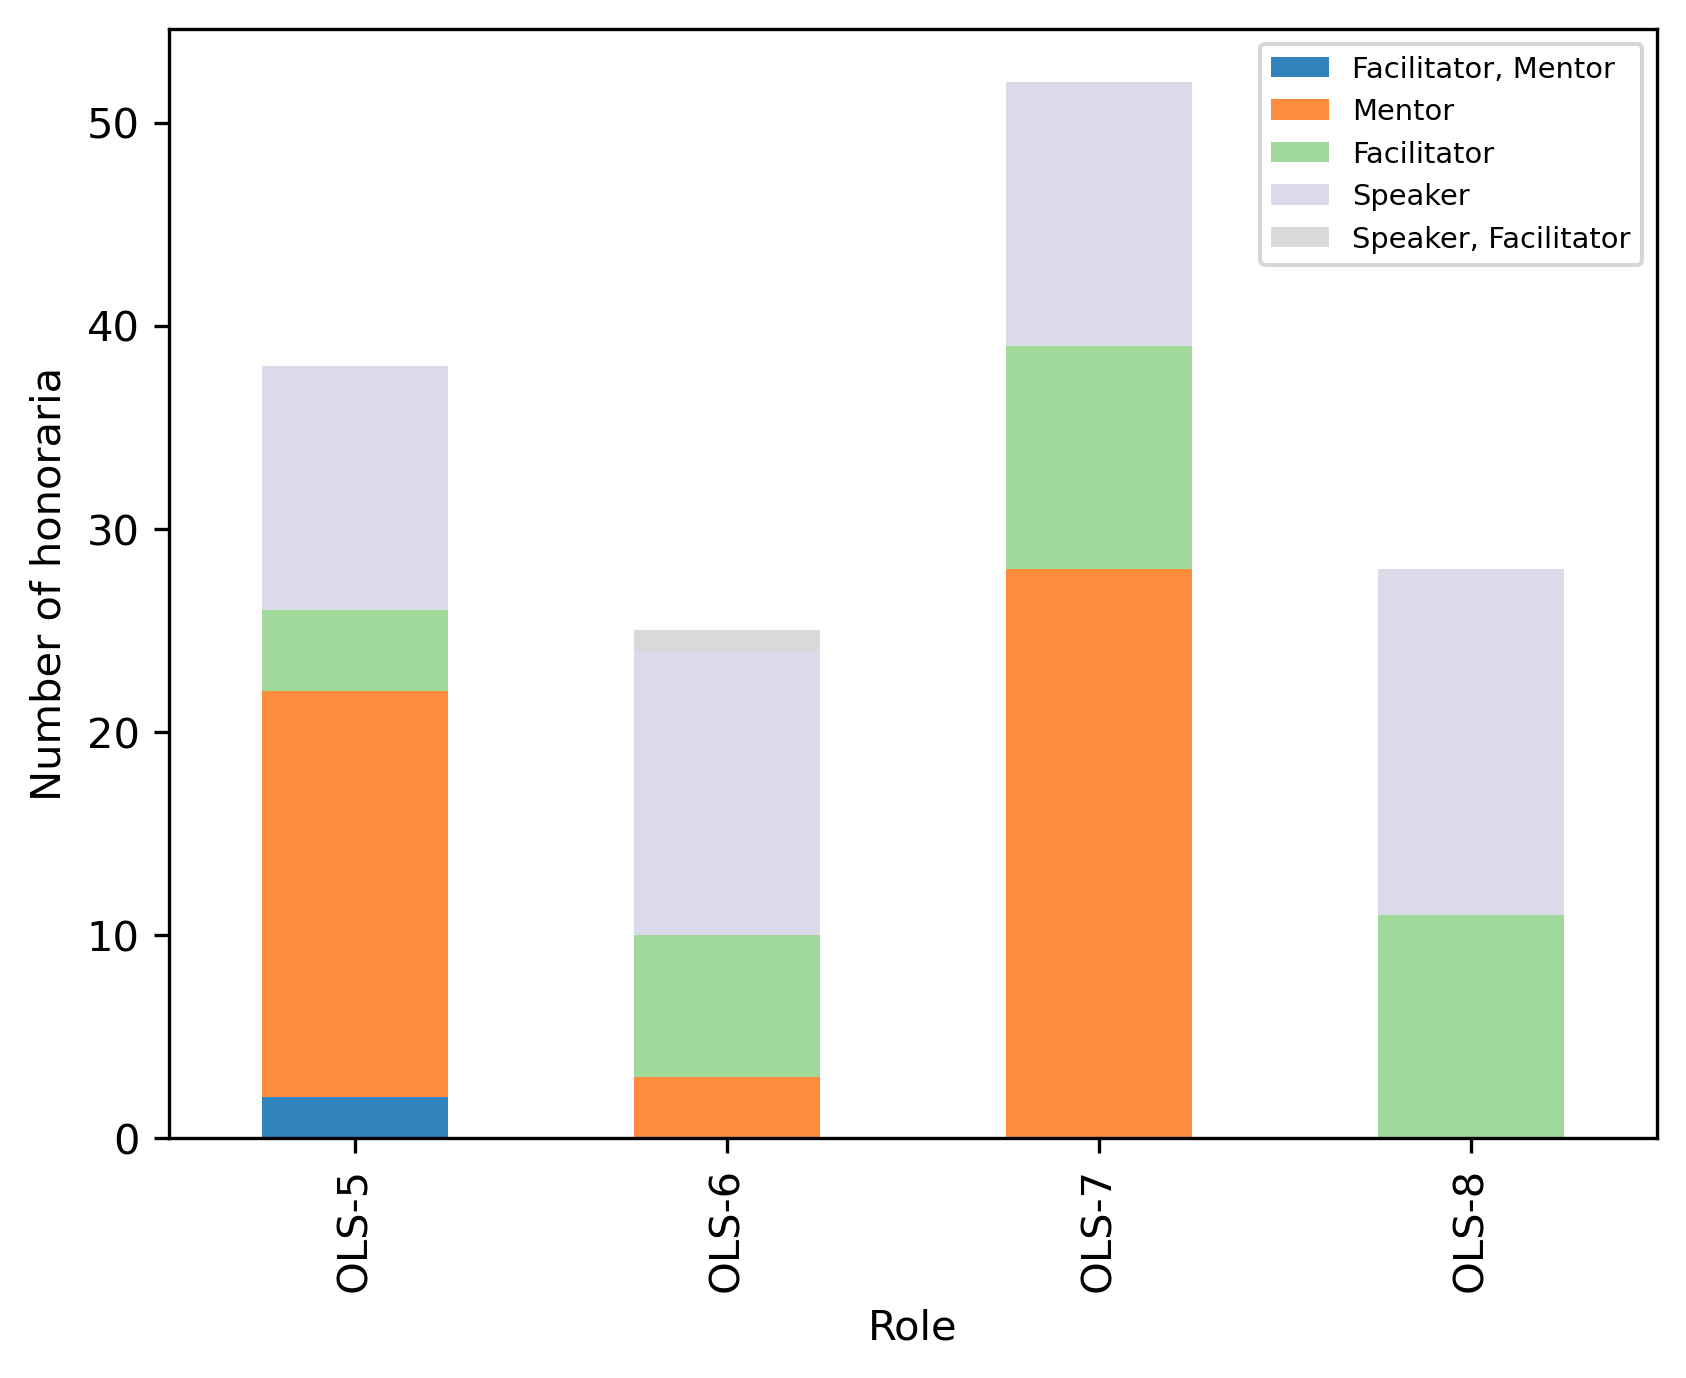 Facilitator, Mentor
Mentor
Facilitator
Speaker
Speaker, Facilitator
Number of honoraria
50
40
30
20
10
0
OLS-5
OLS-6
OLS-7
OLS-8
Role